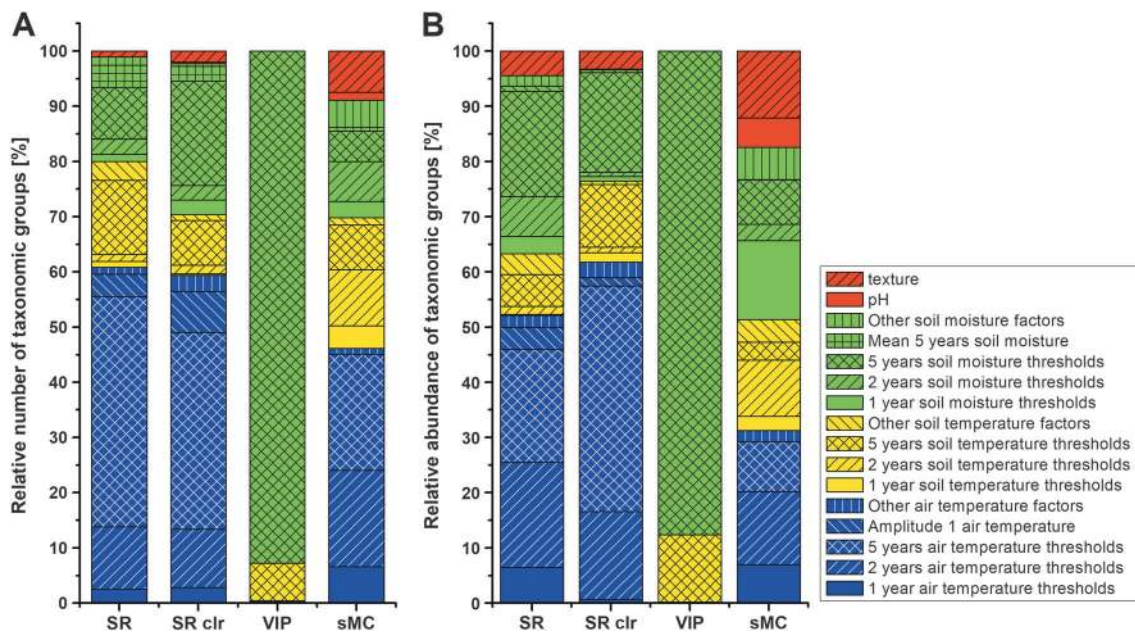 A
Relative number of taxonomic groups [%]
100
90
80
70
60
50
40
30
20
10
0
SR
SR clr
VIP
sMC
B
Relative abundance of taxonomic groups [%]
100
90
80
70
60
50
40
30
20
10
0
SR
SR clr
VIP
sMC
texture
pH
Other soil moisture factors
Mean 5 years soil moisture
5 years soil moisture thresholds
2 years soil moisture thresholds
1 year soil moisture thresholds
Other soil temperature factors
5 years soil temperature thresholds
2 years soil temperature thresholds
1 year soil temperature thresholds
Other air temperature factors
Amplitude 1 air temperature
5 years air temperature thresholds
2 years air temperature thresholds
1 year air temperature thresholds